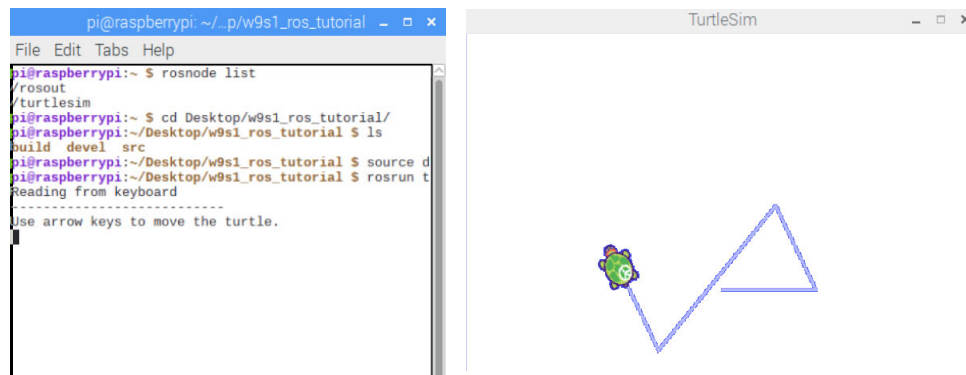 pi@raspberrypi: ~/...p/w9s1_ros_tutorial
File Edit Tabs Help
pi@raspberrypi:~ $ rosnode list
/rosout
/turtlesim
pi@raspberrypi:~ $ cd Desktop/w9s1_ros_tutorial/
pi@raspberrypi:~/Desktop/w9s1_ros_tutorial $ ls
build devel src
pi@raspberrypi:~/Desktop/w9s1_ros_tutorial $ source d
pi@raspberrypi:~/Desktop/w9s1_ros_tutorial $ rosrun t
Reading from keyboard
---------------------------
Use arrow keys to move the turtle.
TurtleSim